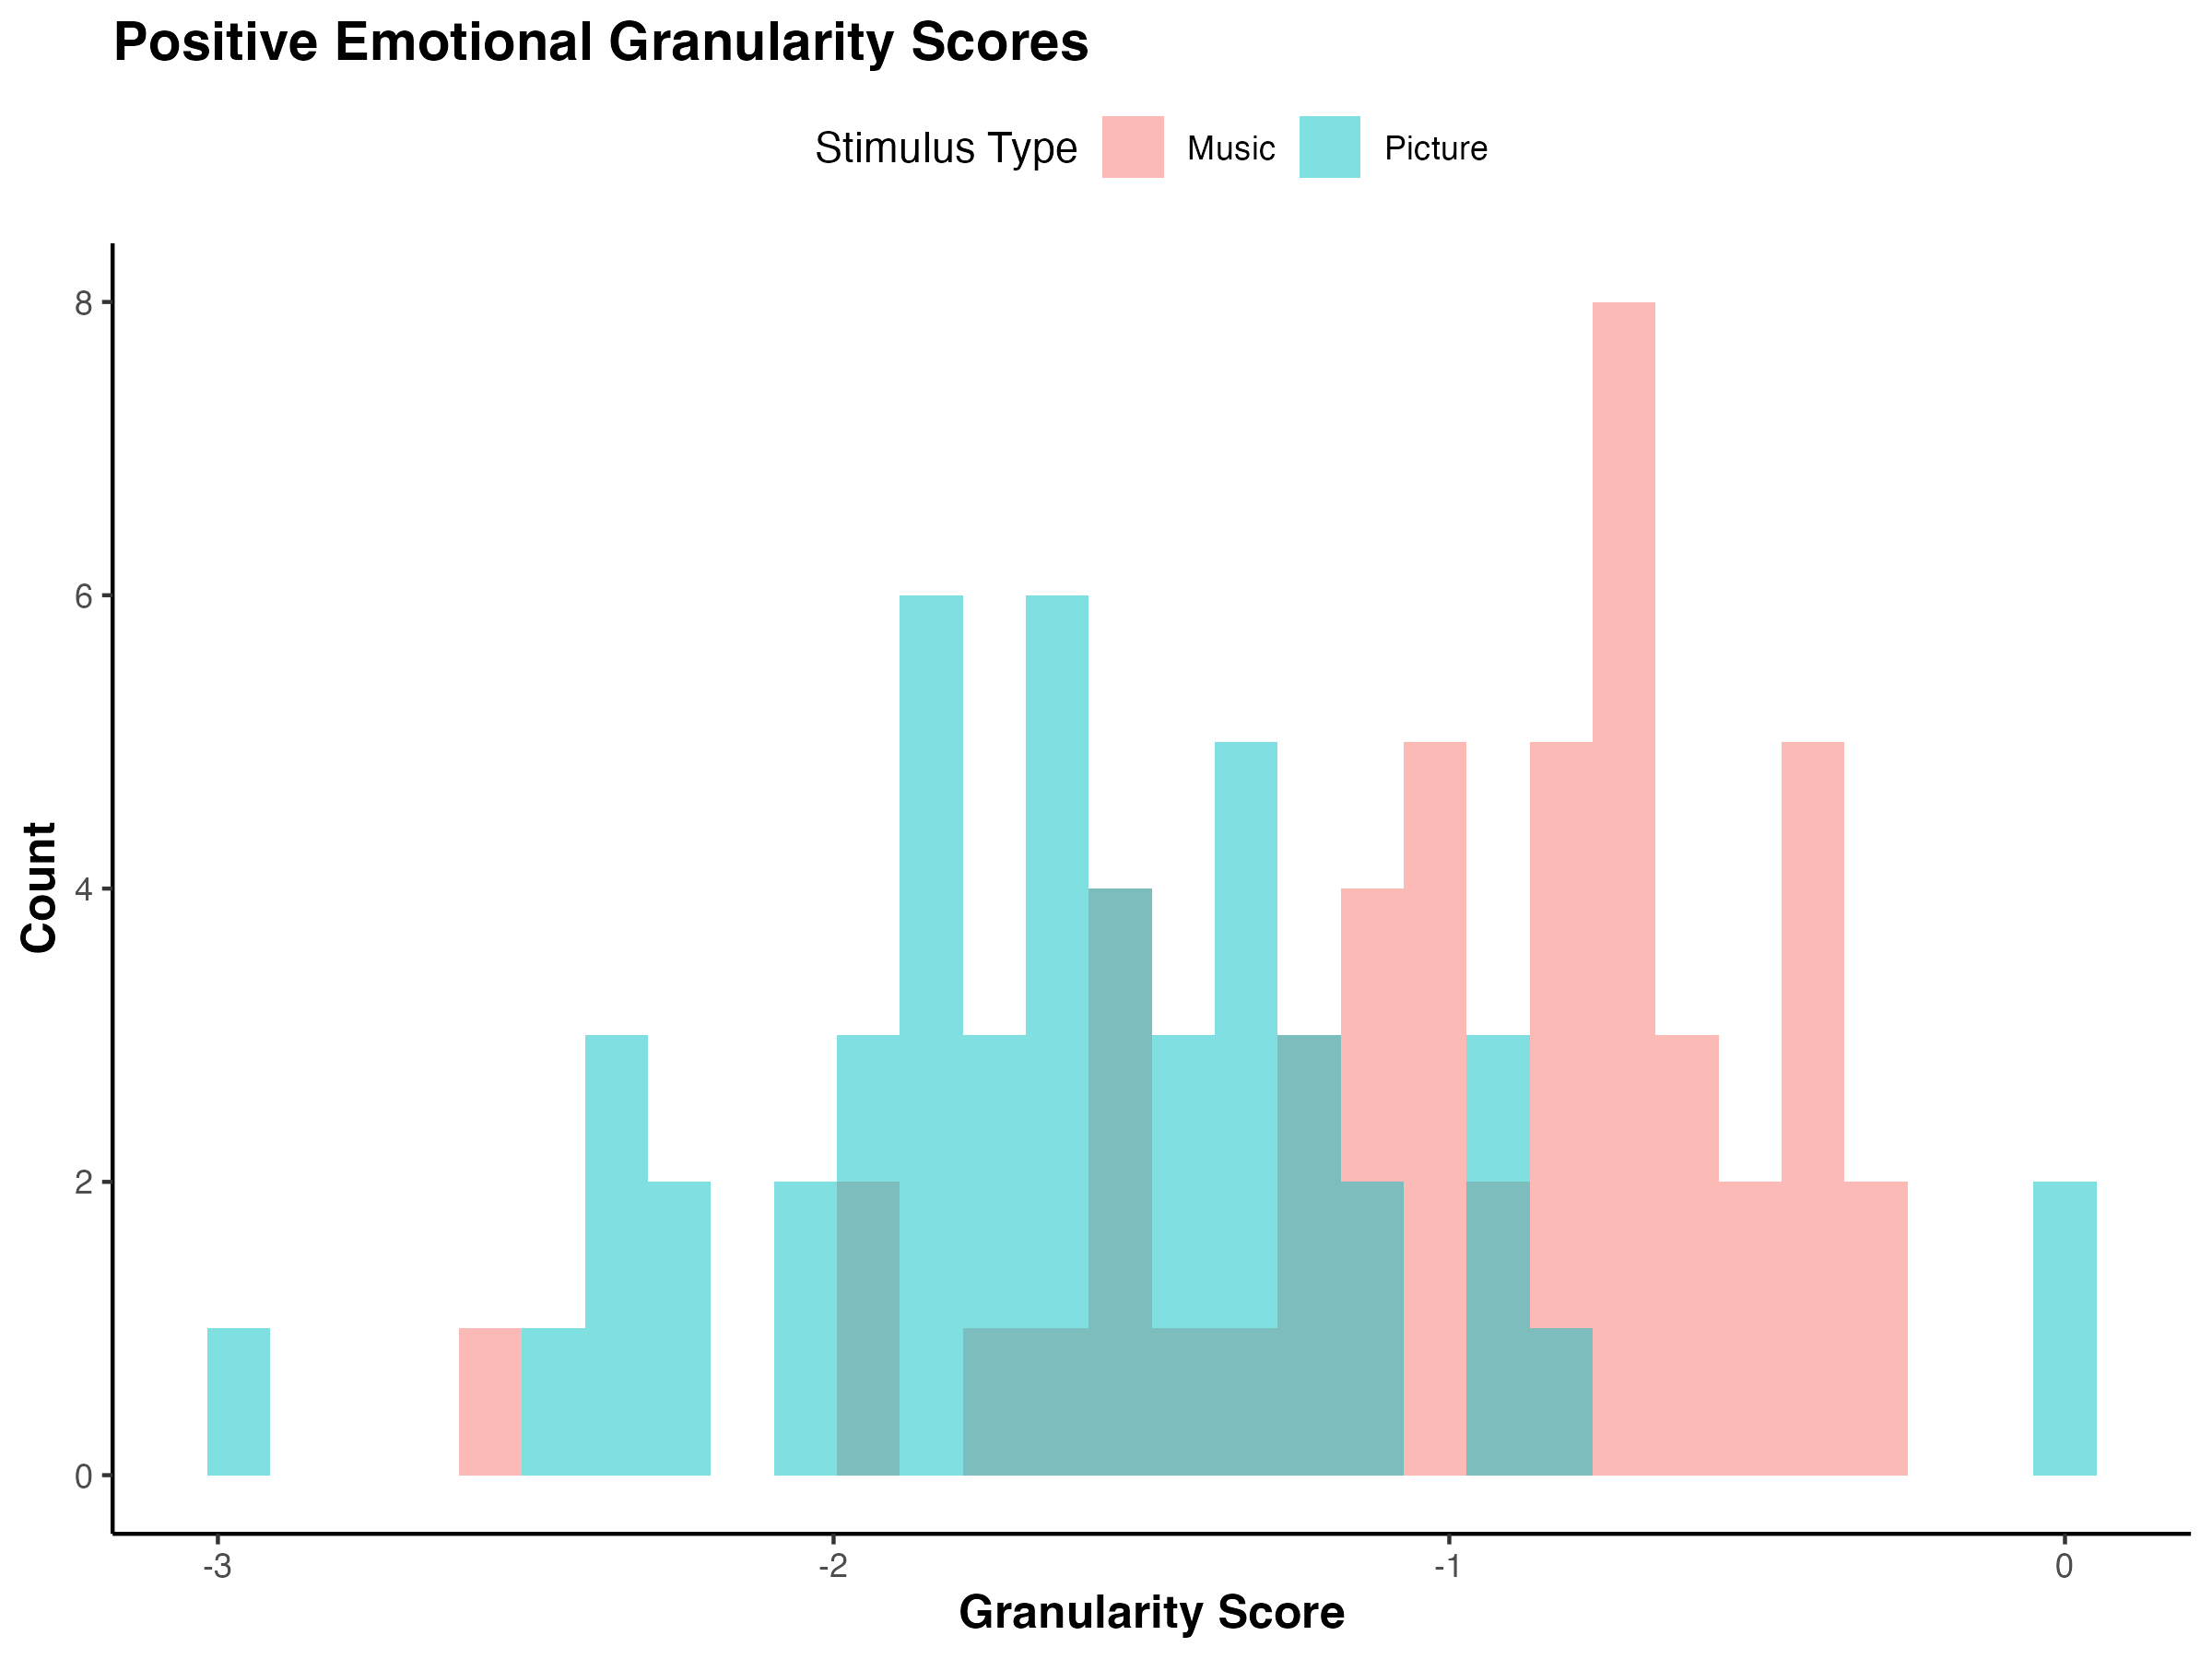 Positive Emotional Granularity Scores
Stimulus Type Music Picture
8
6
4
2
0
Count
-3 -2 -1 0
Granularity Score